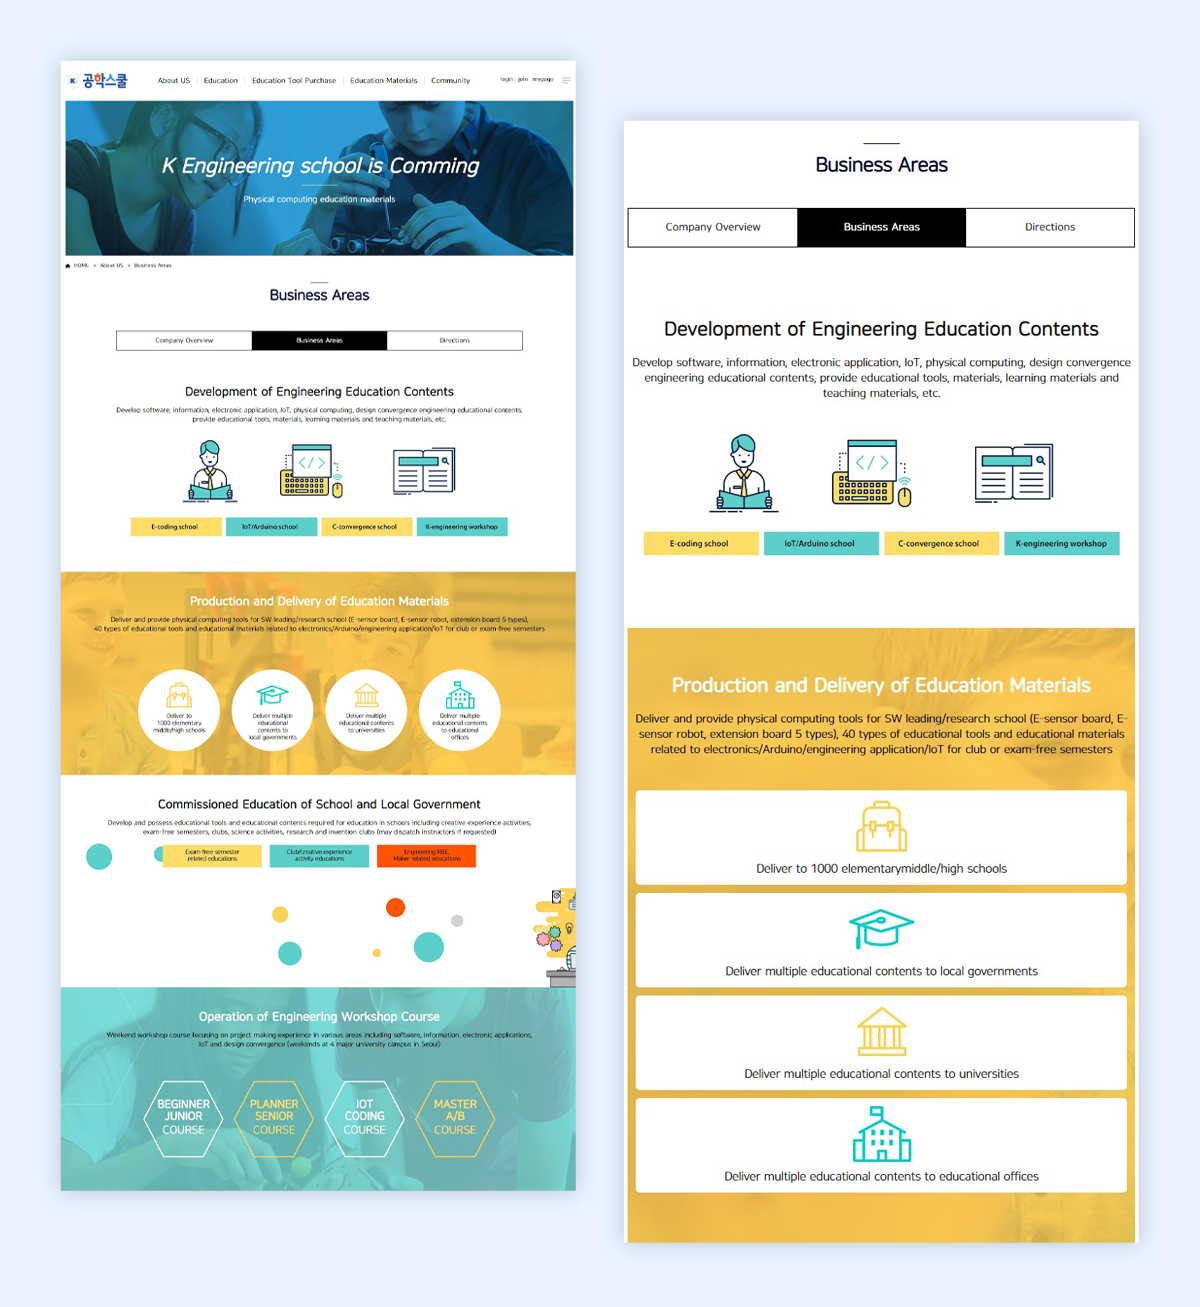 K 공학스쿨
About US
Education
Education Tool Purchase
Education Materials
Community
login | join | mypage
K Engineering school is Comming
Physical computing education materials
HOME > About US > Business Areas
Business Areas
Company Overview
Business Areas
Directions
Development of Engineering Education Contents
Develop software, information, electronic application, IoT, physical computing, design convergence engineering educational contents,
provide educational tools, materials, learning materials and teaching materials, etc.
E-coding school
IoT/Arduino school
C-convergence school
K-engineering workshop
Production and Delivery of Education Materials
Deliver and provide physical computing tools for SW leading/research school (E-sensor board, E-sensor robot, extension board 5 types),
40 types of educational tools and educational materials related to electronics/Arduino/engineering application/IoT for club or exam-free semesters
Deliver to
1000 elementary
middle/high schools
Deliver multiple
educational
contents to
local governments
Deliver multiple
educational contents
to universities
Deliver multiple
educational contents
to educational
offices
Commissioned Education of School and Local Government
Develop and possess educational tools and educational contents required for education in schools including creative experience activities,
exam-free semesters, clubs, science activities, research and invention clubs (may dispatch instructors if requested)
Exam-free semester
related educations
Club/creative experience
activity educations
Engineering R&E,
Maker related educations
Operation of Engineering Workshop Course
Weekend workshop course focusing on project making experience in various areas including software, information, electronic applications,
IoT and design convergence (weekends at 4 major university campus in Seoul)
BEGINNER
JUNIOR
COURSE
PLANNER
SENIOR
COURSE
IOT
CODING
COURSE
MASTER
A/B
COURSE
Business Areas
Company Overview
Business Areas
Directions
Development of Engineering Education Contents
Develop software, information, electronic application, IoT, physical computing, design convergence
engineering educational contents, provide educational tools, materials, learning materials and
teaching materials, etc.
E-coding school
IoT/Arduino school
C-convergence school
K-engineering workshop
Production and Delivery of Education Materials
Deliver and provide physical computing tools for SW leading/research school (E-sensor board, E-
sensor robot, extension board 5 types), 40 types of educational tools and educational materials
related to electronics/Arduino/engineering application/IoT for club or exam-free semesters
Deliver to 1000 elementarymiddle/high schools
Deliver multiple educational contents to local governments
Deliver multiple educational contents to universities
Deliver multiple educational contents to educational offices